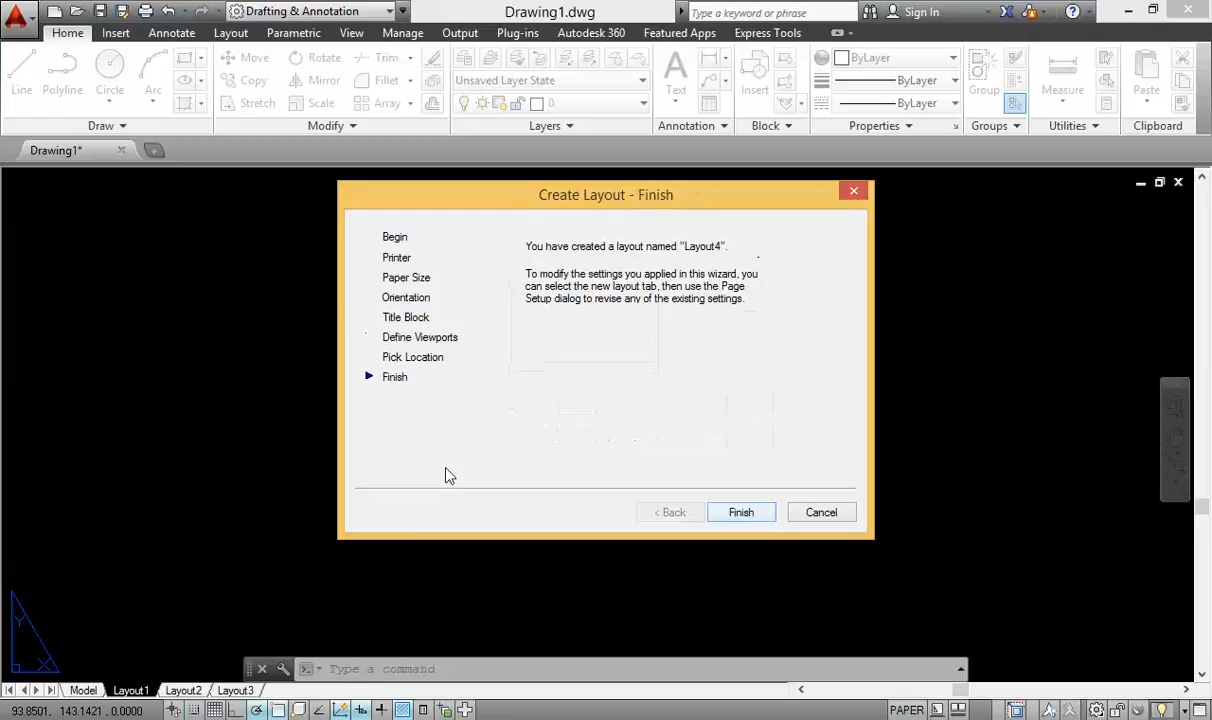 Drafting & Annotation
Drawing1.dwg
Type a keyword or phrase
Sign In
Home
Insert
Annotate
Layout
Parametric
View
Manage
Output
Plug-ins
Autodesk 360
Featured Apps
Express Tools
Line
Polyline
Circle
Arc
Move
Rotate
Trim
Copy
Mirror
Fillet
Stretch
Scale
Array
Unsaved Layer State
0
Text
Insert
ByLayer
ByLayer
ByLayer
Group
Measure
Paste
Draw
Modify
Layers
Annotation
Block
Properties
Groups
Utilities
Clipboard
Drawing1*
Create Layout - Finish
Begin
Printer
Paper Size
Orientation
Title Block
Define Viewports
Pick Location
Finish
You have created a layout named "Layout4".
To modify the settings you applied in this wizard, you
can select the new layout tab, then use the Page
Setup dialog to revise any of the existing settings.
< Back
Finish
Cancel
Y
X
Type a command
Model
Layout1
Layout2
Layout3
93.8501, 143.1421, 0.0000
PAPER